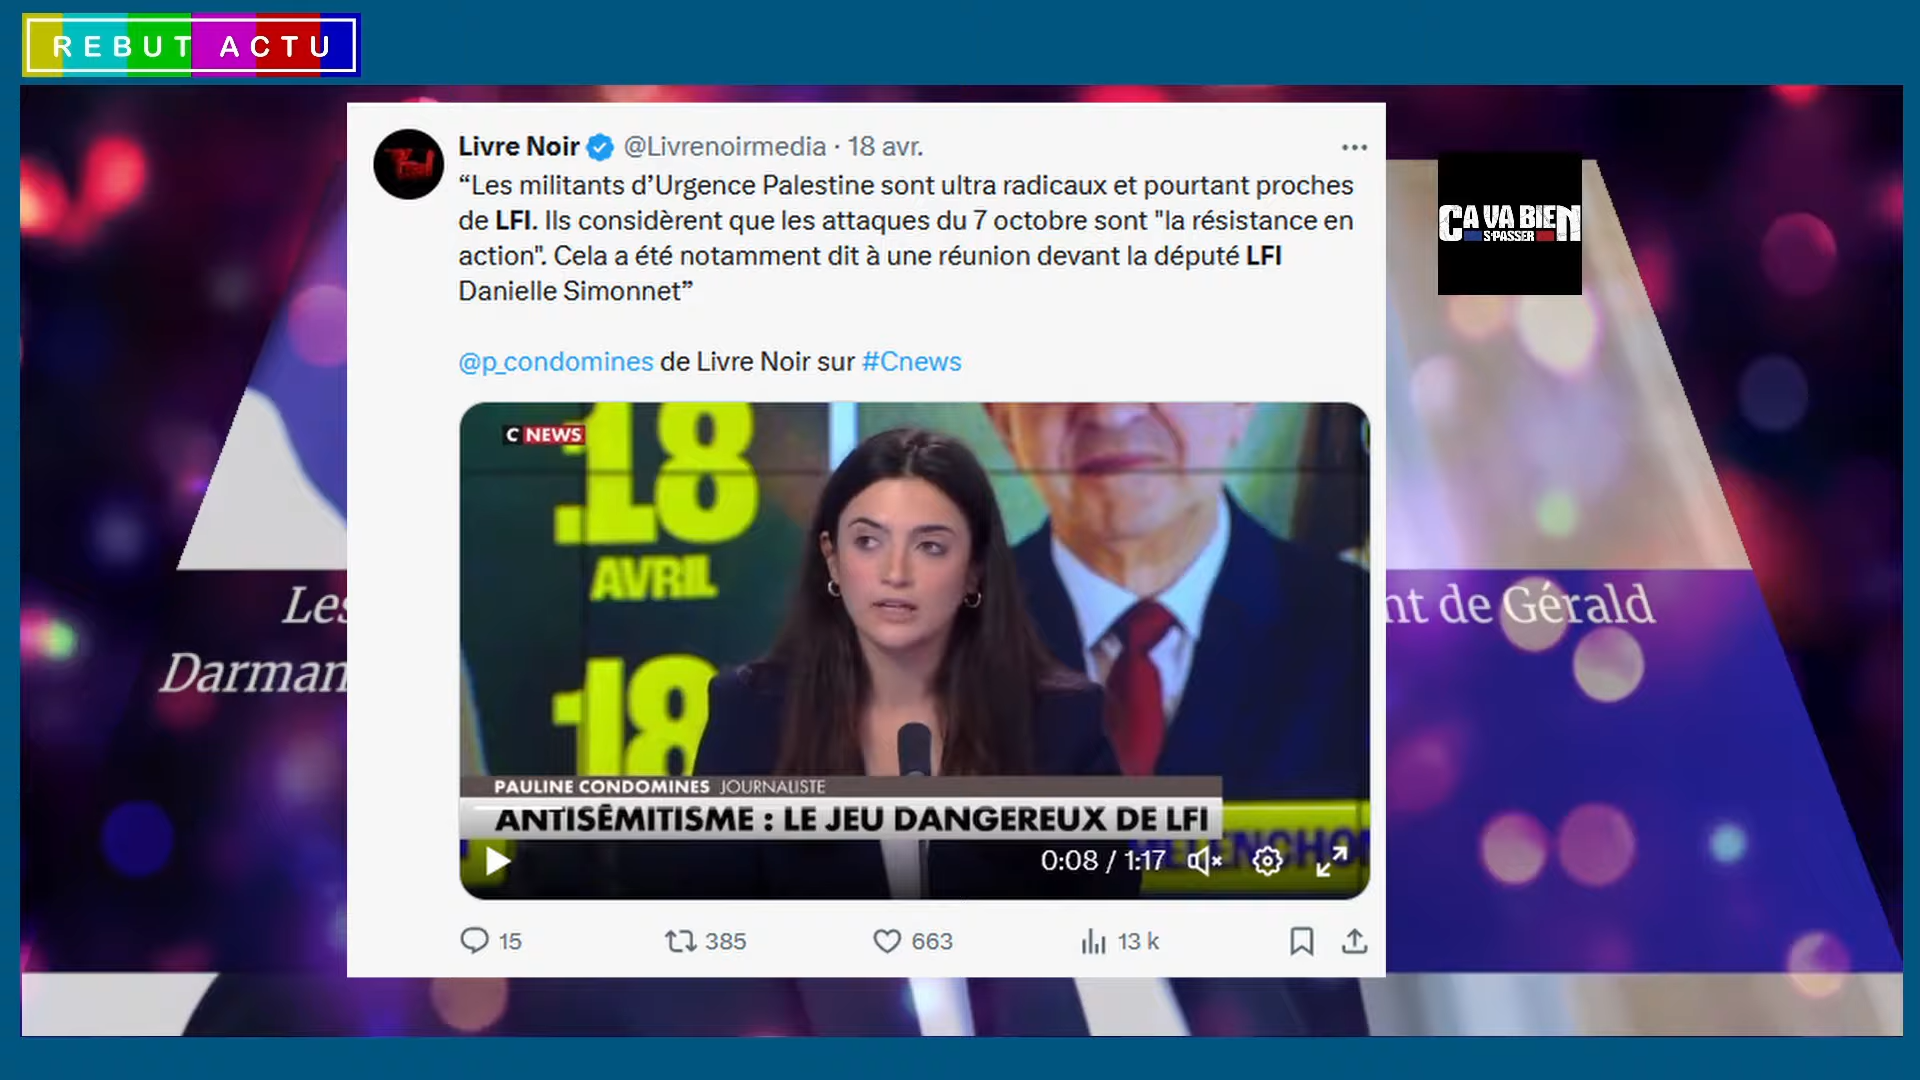 REBUT ACTU
Livre Noir @Livrenoirmedia · 18 avr.
“Les militants d’Urgence Palestine sont ultra radicaux et pourtant proches
de LFI. Ils considèrent que les attaques du 7 octobre sont "la résistance en
action". Cela a été notamment dit à une réunion devant la député LFI
Danielle Simonnet”
@p_condomines de Livre Noir sur #Cnews
CA VA BIEN
S'PASSER
C NEWS
18
AVRIL
18
PAULINE CONDOMINES JOURNALISTE
ANTISÉMITISME : LE JEU DANGEREUX DE LFI
0:08 / 1:17
15 385 663 13 k
Les
nt de Gérald
Darman